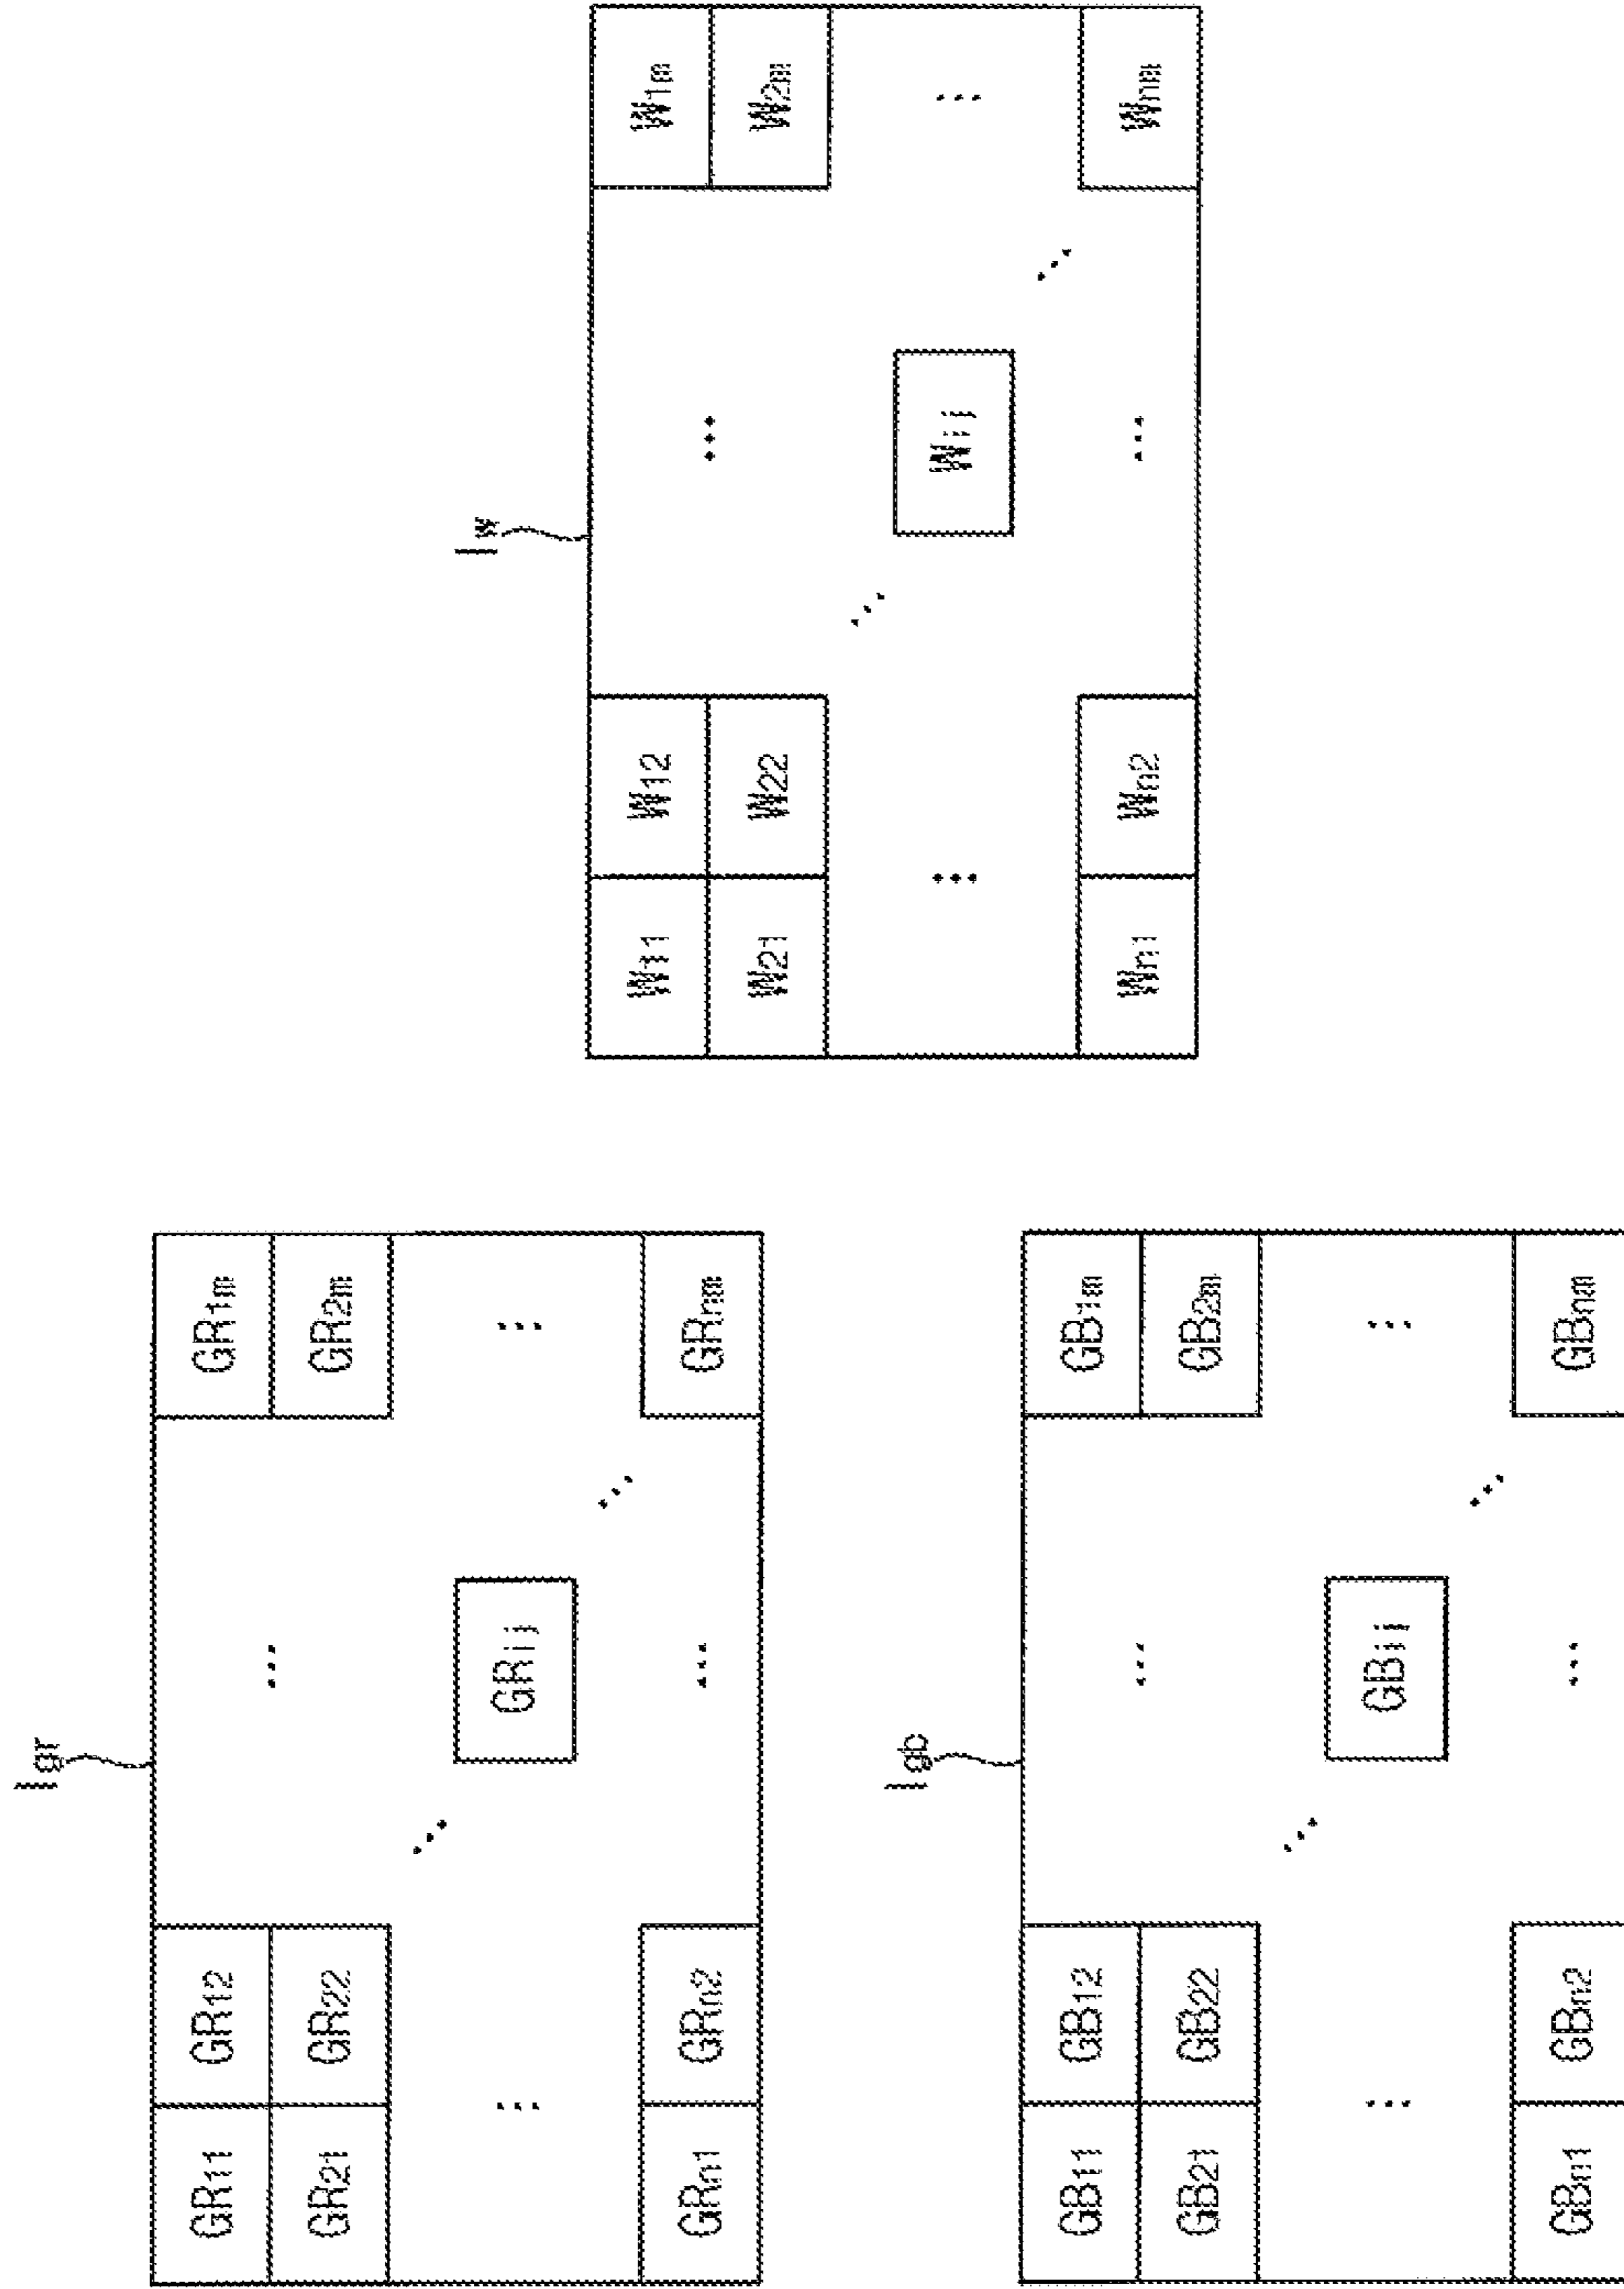 Igr
GR11 GR12 ... GR1m
GR21 GR22 GR2m
... ... GRij ... ...
GRn1 GRn2 ... GRnm
Igb
GB11 GB12 ... GB1m
GB21 GB22 GB2m
... ... GBij ... ...
GBn1 GBn2 ... GBnm
Iw
W11 W12 ... W1m
W21 W22 W2m
... ... Wij ... ...
Wn1 Wn2 ... Wnm